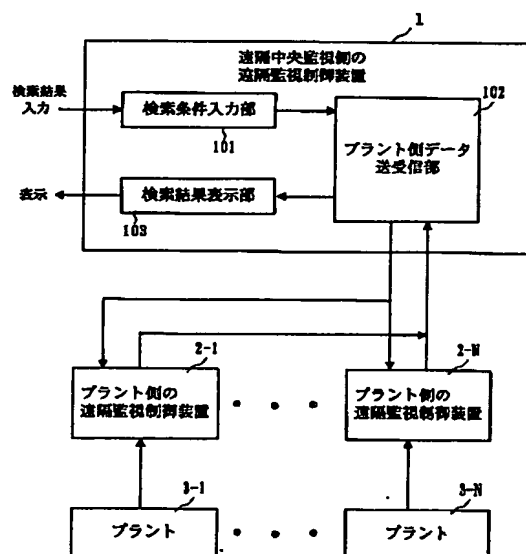 1
遠隔中央監視側の
遠隔監視制御装置
検索結果
入力
検索条件入力部
101
102
プラント側データ
送受信部
表示
検索結果表示部
103
2-1
プラント側の
遠隔監視制御装置
2-N
プラント側の
遠隔監視制御装置
3-1
プラント
3-N
プラント